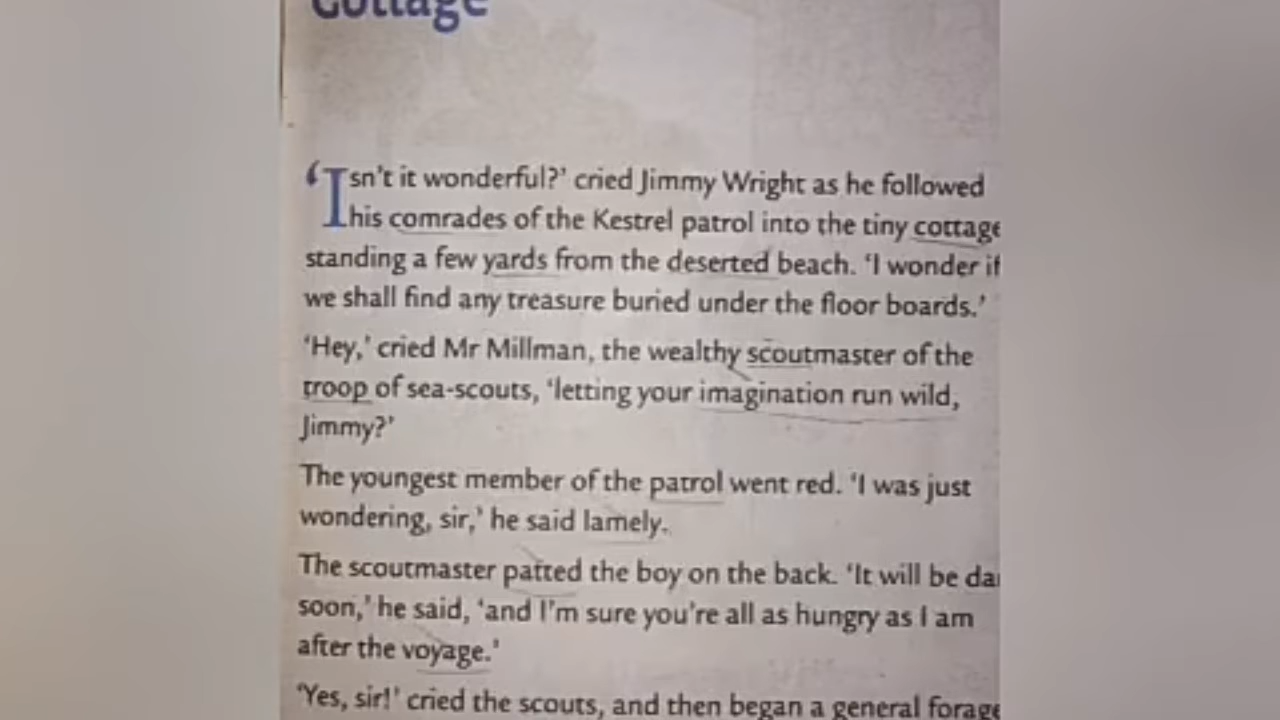 Cottage
'Isn't it wonderful?' cried Jimmy Wright as he followed
his comrades of the Kestrel patrol into the tiny cottage
standing a few yards from the deserted beach. 'I wonder if
we shall find any treasure buried under the floor boards.'
'Hey,' cried Mr Millman, the wealthy scoutmaster of the
troop of sea-scouts, 'letting your imagination run wild,
Jimmy?'
The youngest member of the patrol went red. 'I was just
wondering, sir,' he said lamely.
The scoutmaster patted the boy on the back. 'It will be da
soon,' he said, 'and I'm sure you're all as hungry as I am
after the voyage.'
'Yes, sir!' cried the scouts, and then began a general forage